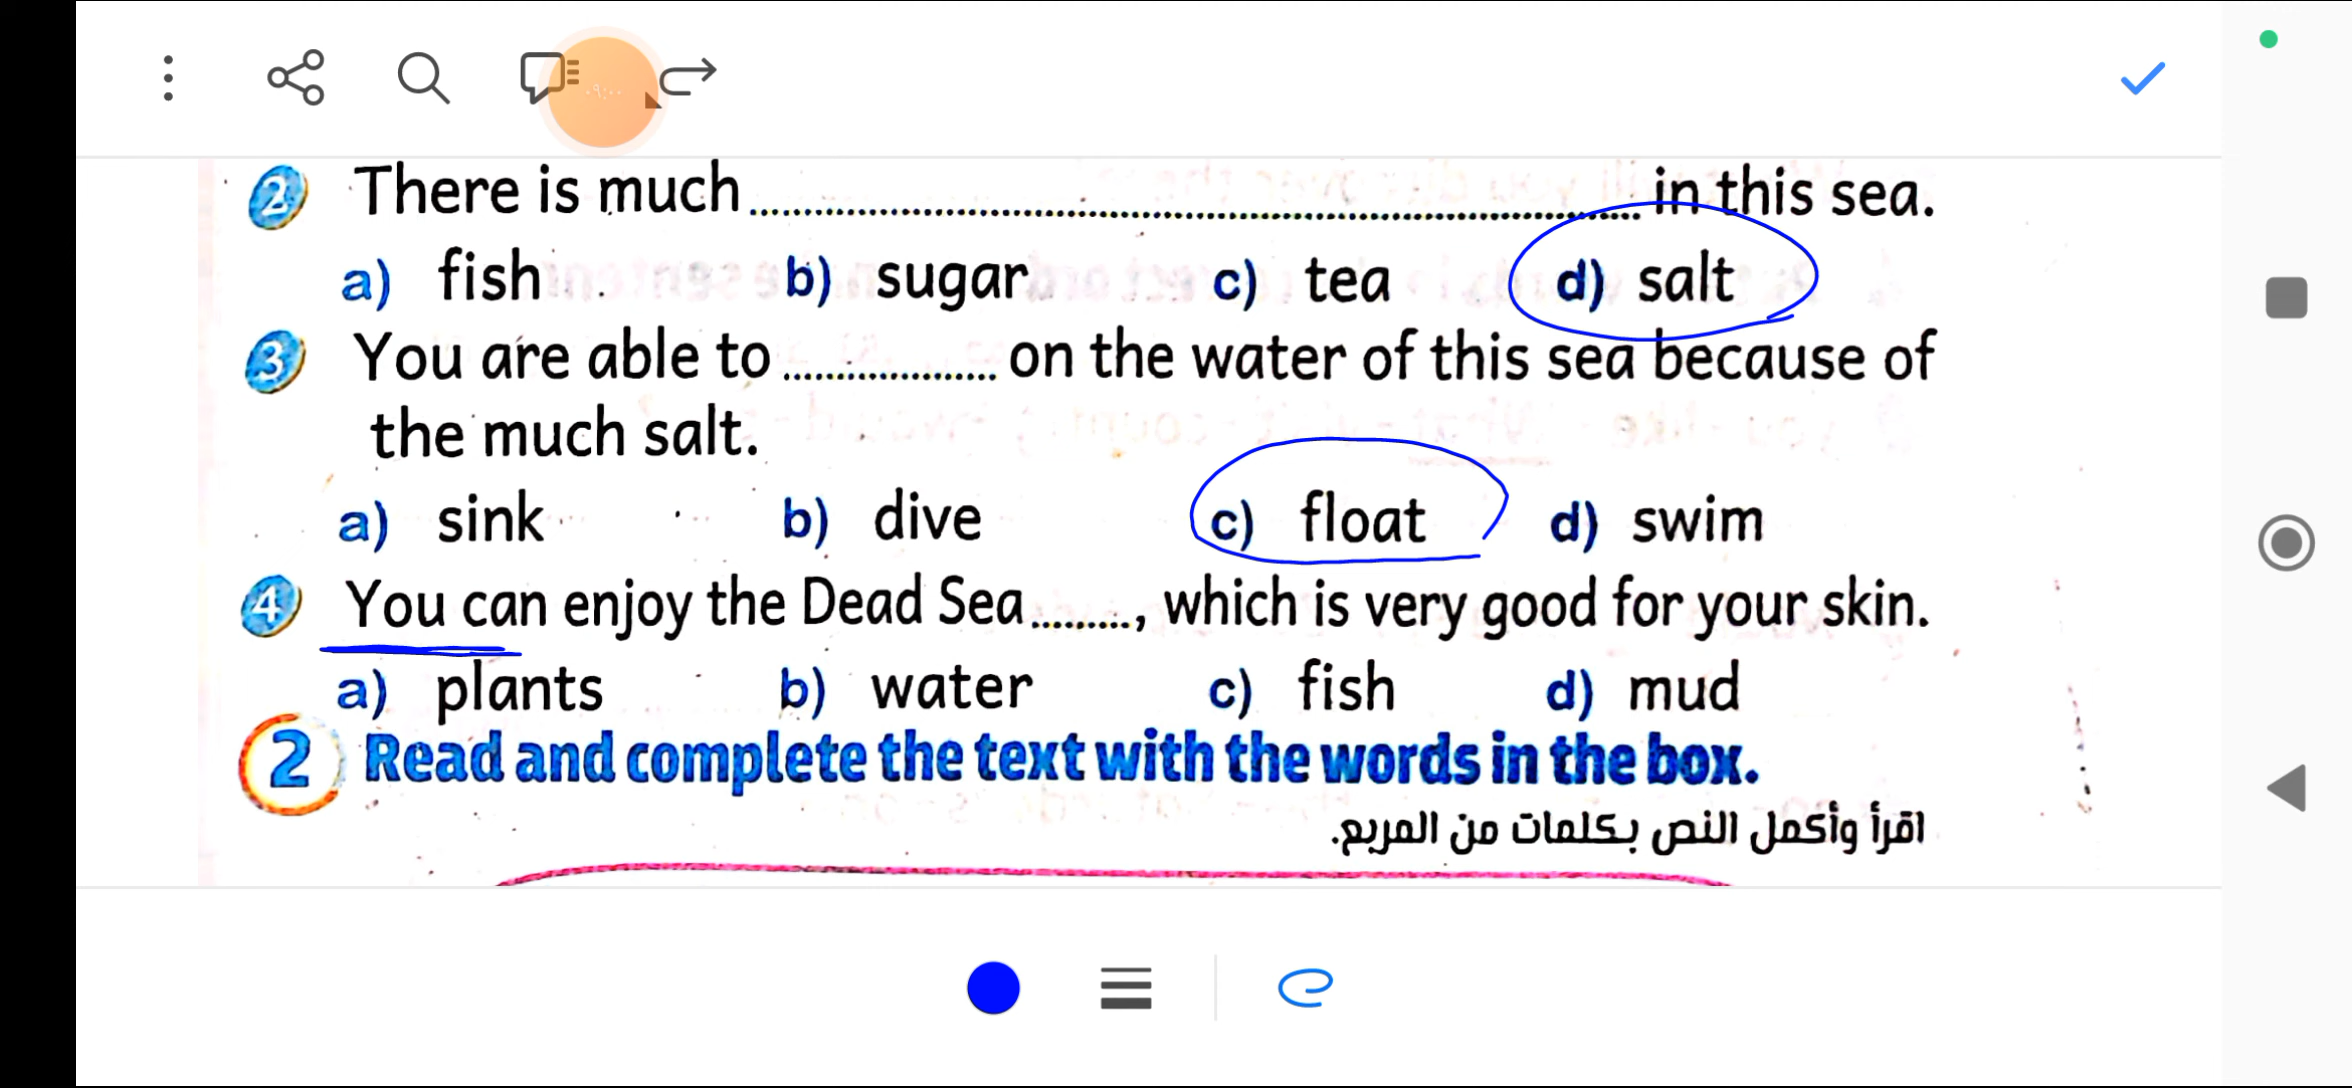 2 There is much ........................ in this sea.
a) fish b) sugar c) tea d) salt
3 You are able to ................ on the water of this sea because of
the much salt.
a) sink b) dive c) float d) swim
4 You can enjoy the Dead Sea ........, which is very good for your skin.
a) plants b) water c) fish d) mud
2 Read and complete the text with the words in the box.
اقرأ وأكمل النص بكلمات من المربع.